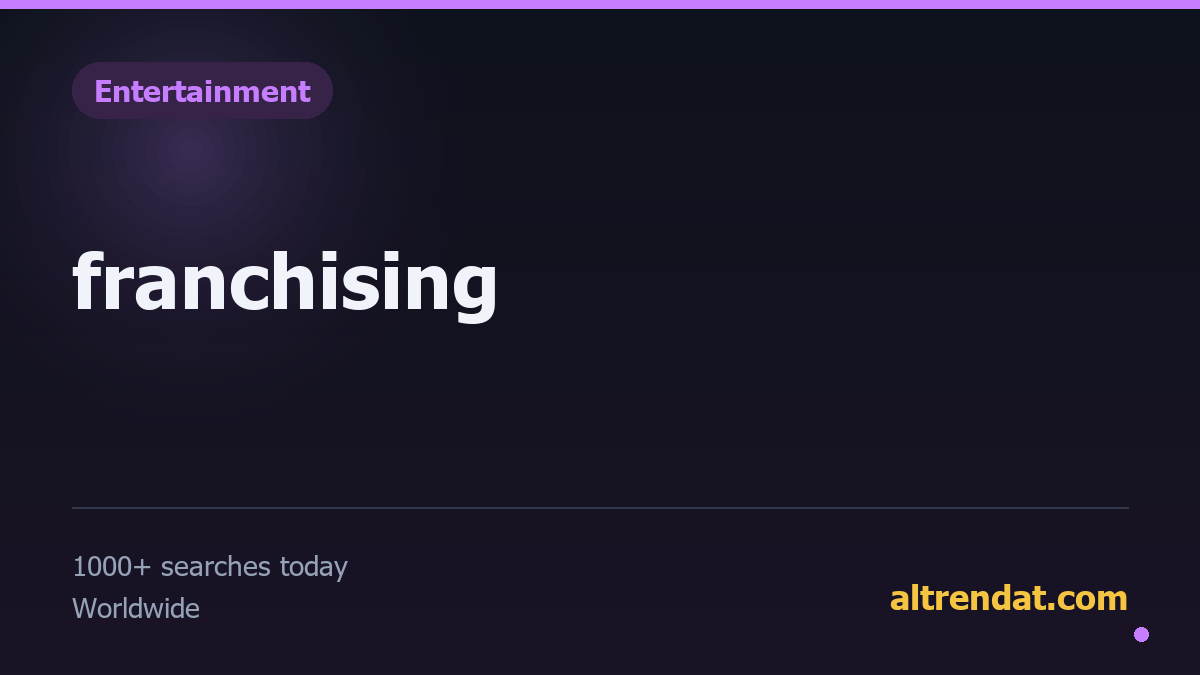 Entertainment
franchising
1000+ searches today
Worldwide
altrendat.com